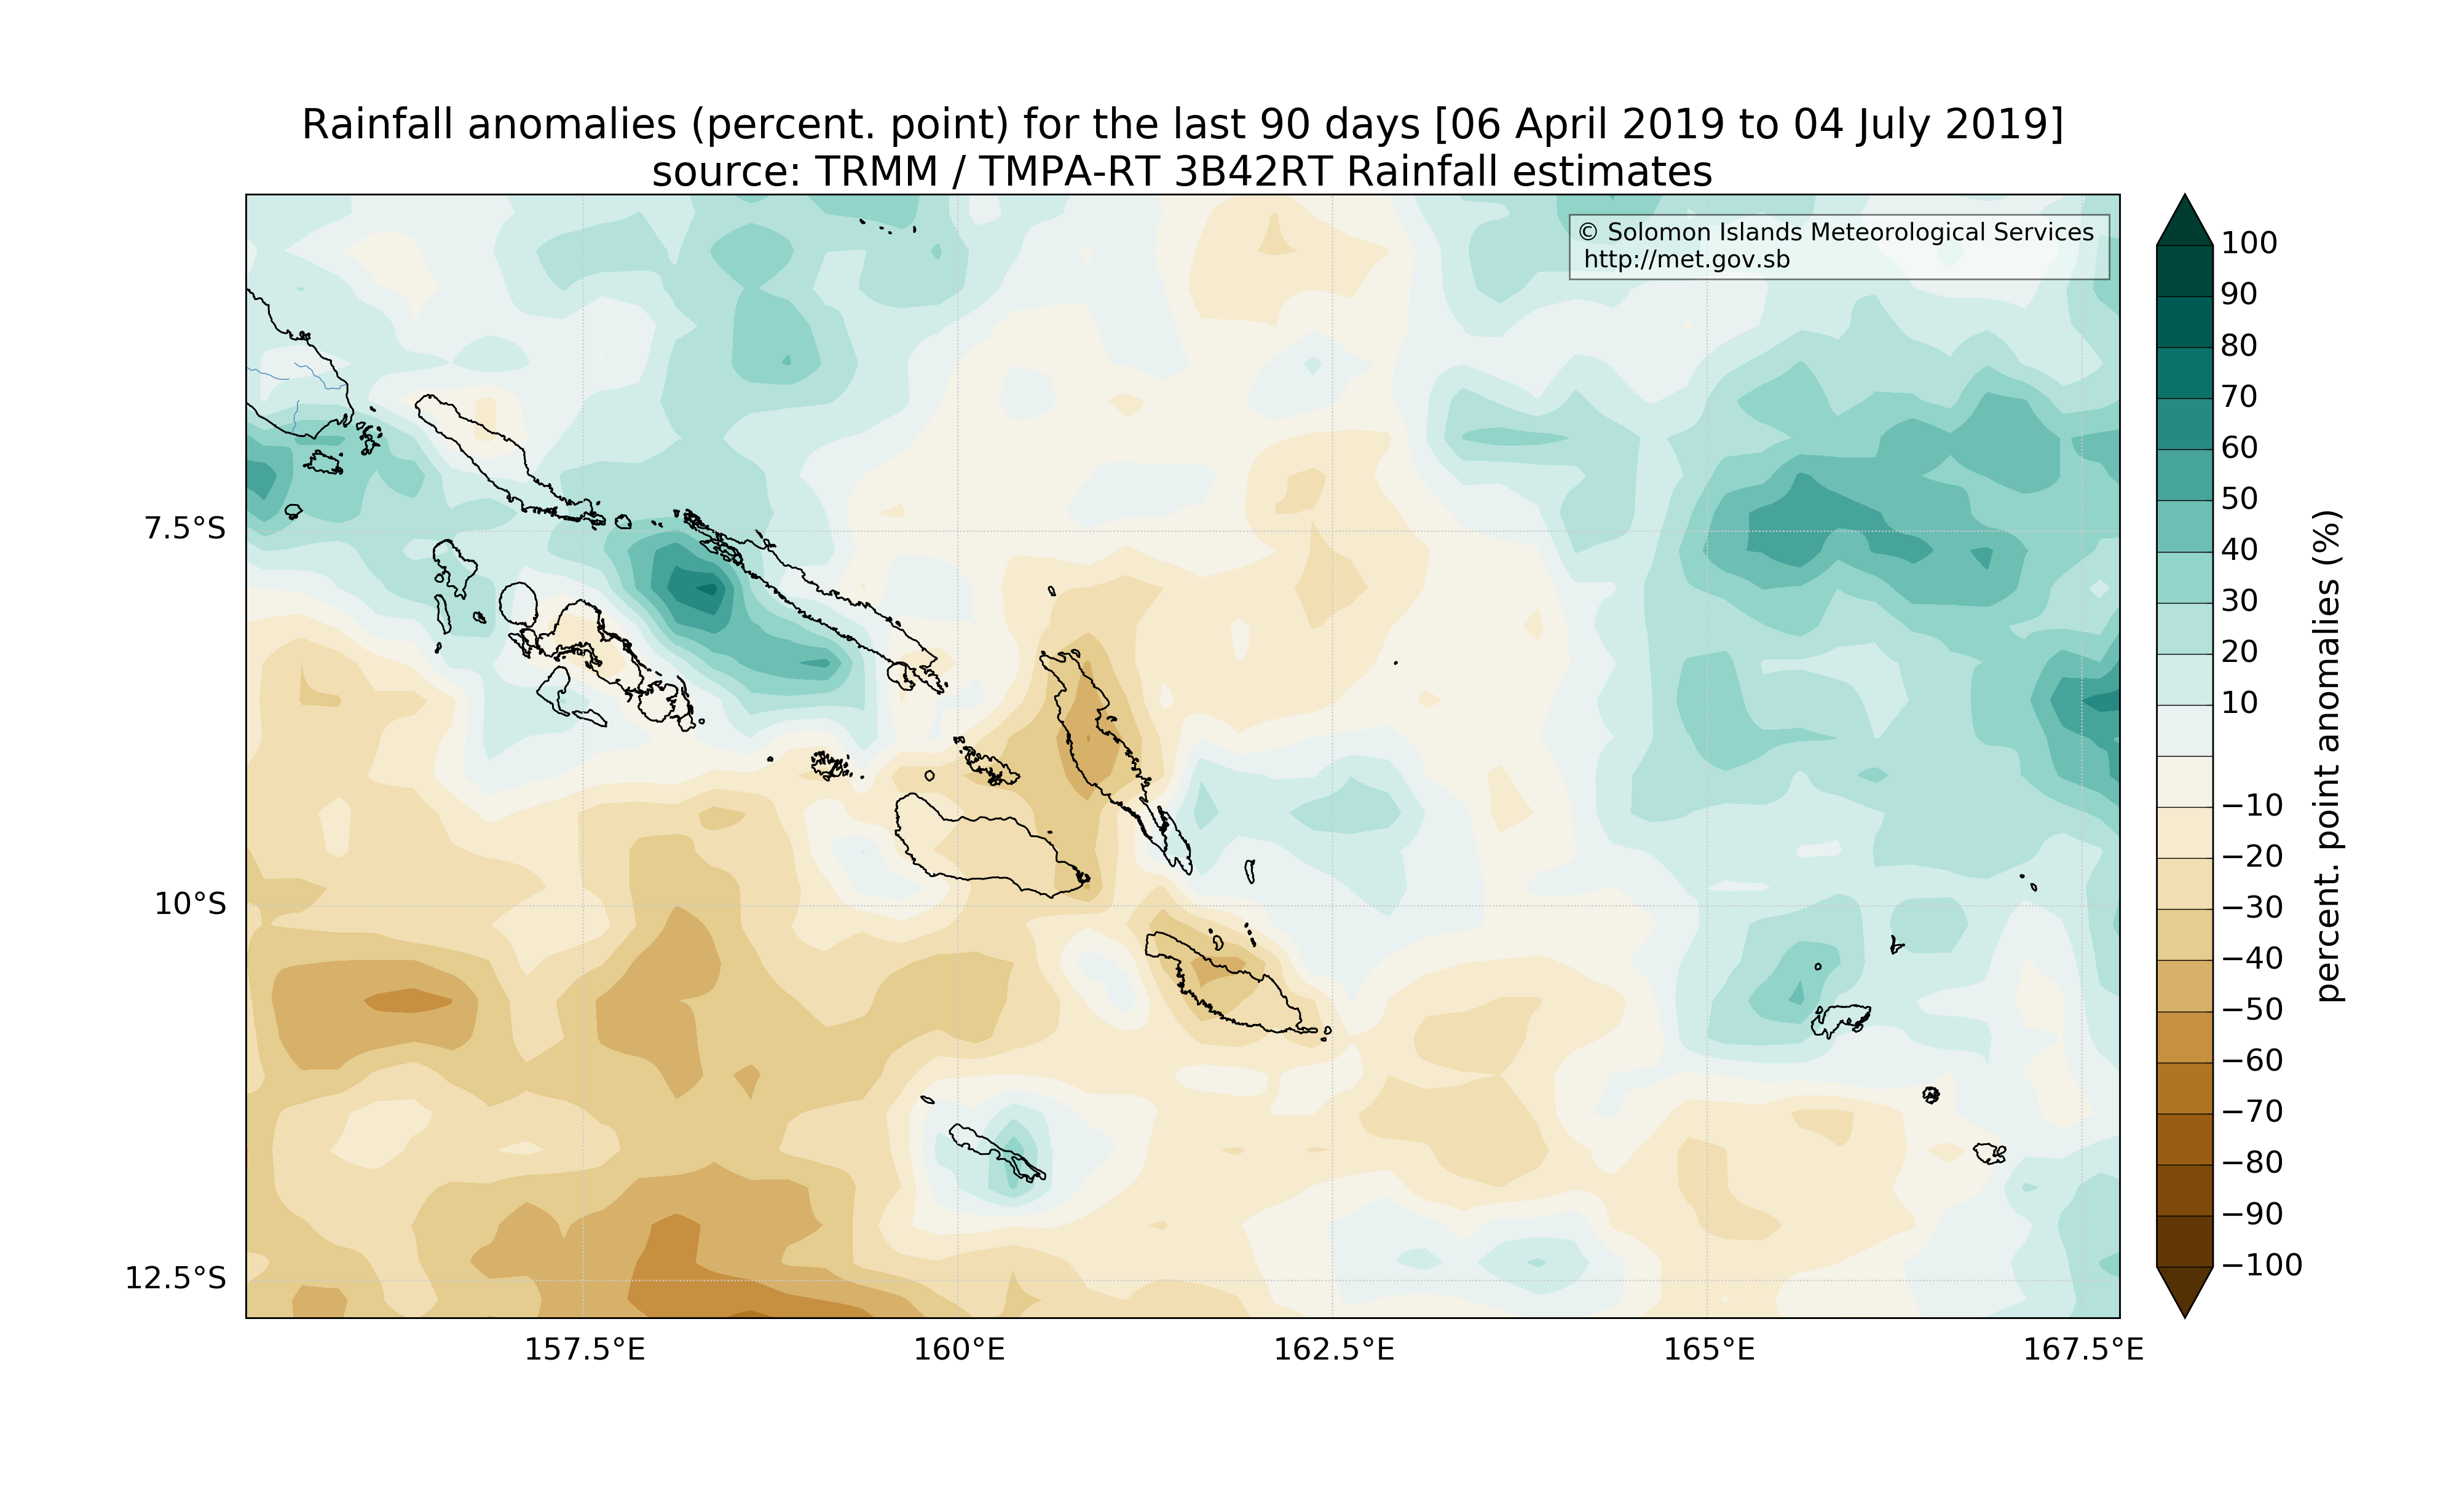 Rainfall anomalies (percent. point) for the last 90 days [06 April 2019 to 04 July 2019]
source: TRMM / TMPA-RT 3B42RT Rainfall estimates
© Solomon Islands Meteorological Services
http://met.gov.sb
7.5°S
10°S
12.5°S
157.5°E
160°E
162.5°E
165°E
167.5°E
100
90
80
70
60
50
40
30
20
10
−10
−20
−30
−40
−50
−60
−70
−80
−90
−100
percent. point anomalies (%)